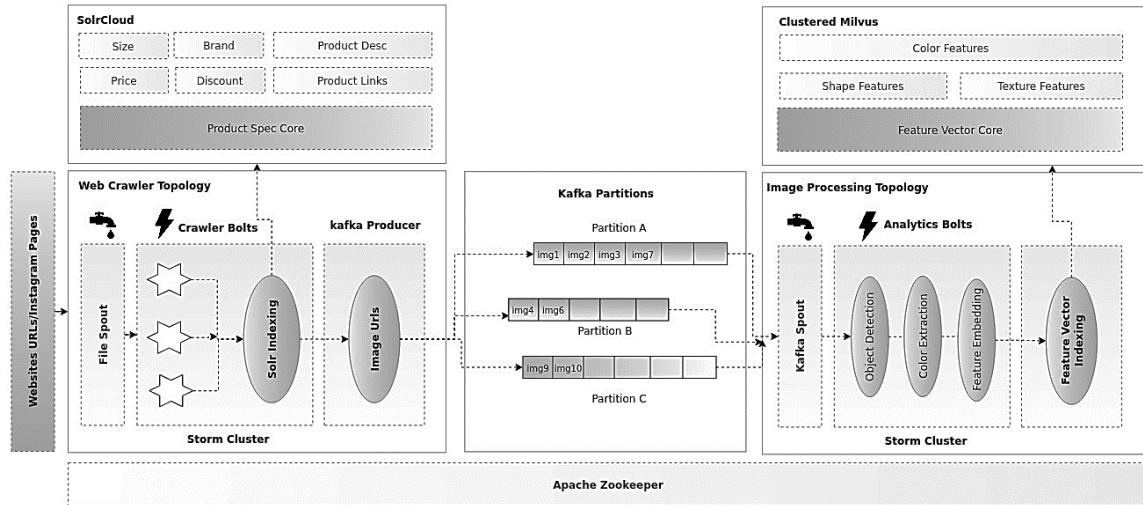 SolrCloud
Size
Brand
Product Desc
Price
Discount
Product Links
Product Spec Core
Clustered Milvus
Color Features
Shape Features
Texture Features
Feature Vector Core
Websites URLs/Instagram Pages
Web Crawler Topology
Crawler Bolts
kafka Producer
File Spout
Solr Indexing
Image Urls
Storm Cluster
Kafka Partitions
Partition A
img1 img2 img3 img7
img4 img6
Partition B
img9 img10
Partition C
Image Processing Topology
Analytics Bolts
Kafka Spout
Object Detection
Color Extraction
Feature Embedding
Feature Vector
Indexing
Storm Cluster
Apache Zookeeper